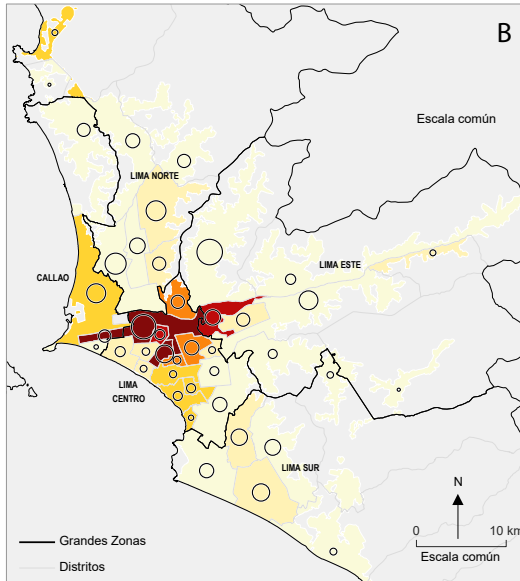 B
Escala común
LIMA NORTE
LIMA ESTE
CALLAO
LIMA
CENTRO
LIMA SUR
N
0 10 km
Escala común
Grandes Zonas
Distritos